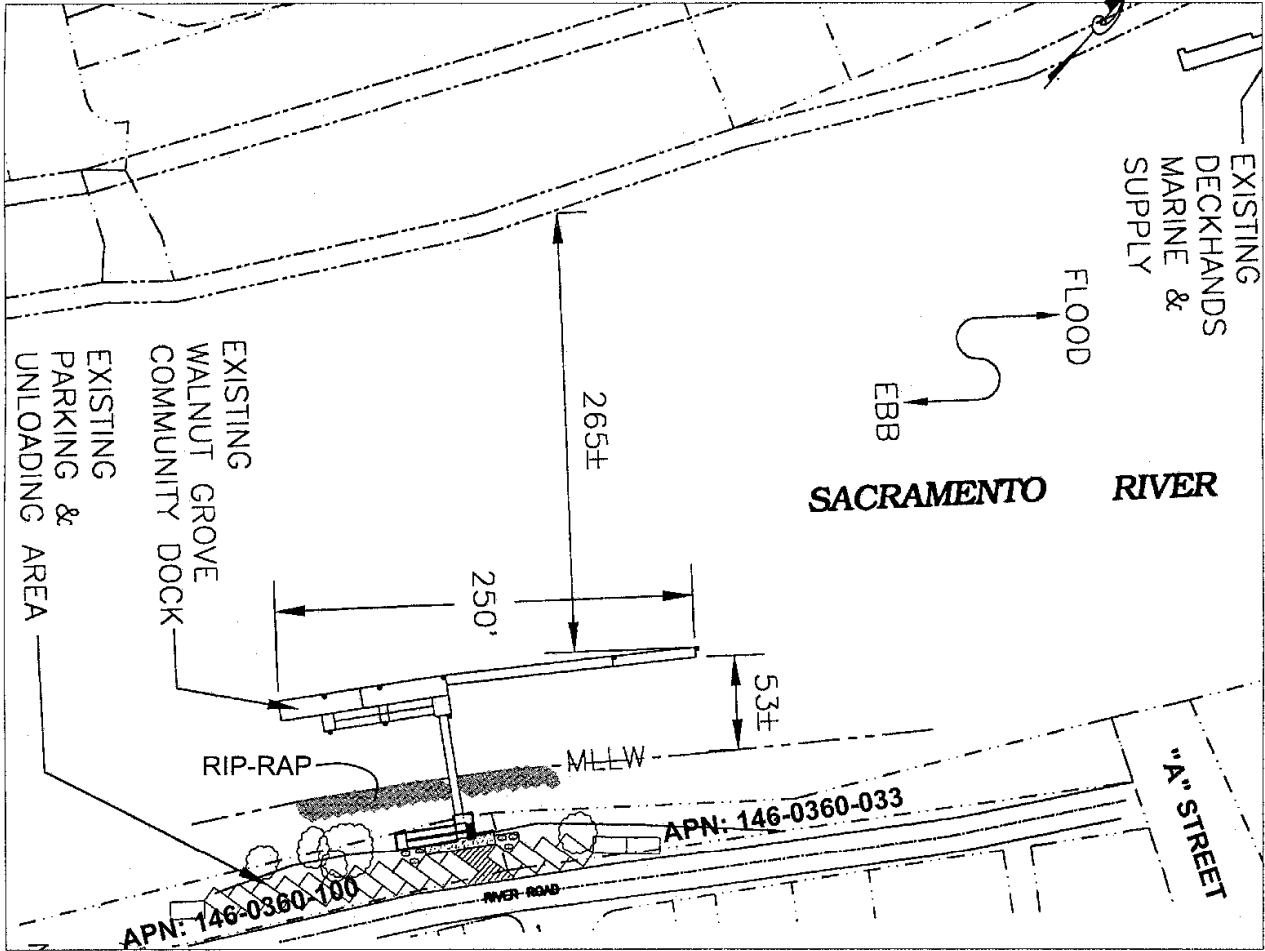 EXISTING
DECKHANDS
MARINE &
SUPPLY
FLOOD
EBB
SACRAMENTO RIVER
265±
250'
53±
EXISTING
WALNUT GROVE
COMMUNITY DOCK
EXISTING
PARKING &
UNLOADING AREA
RIP-RAP
MLLW
APN: 146-0360-033
APN: 146-0360-100
RIVER ROAD
"A" STREET